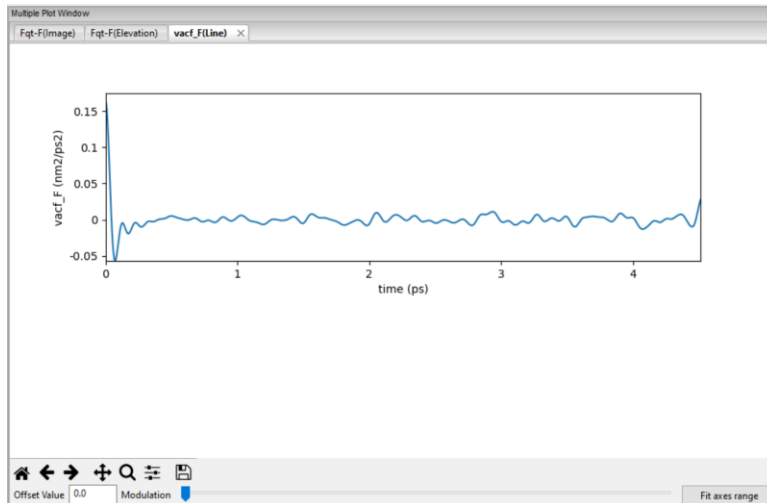 Multiple Plot Window
Fqt-F(Image) Fqt-F(Elevation) vacf_F(Line)
0.15
0.1
0.05
0
-0.05
vacf_F (nm2/ps2)
0 1 2 3 4
time (ps)
Offset Value 0.0 Modulation Fit axes range